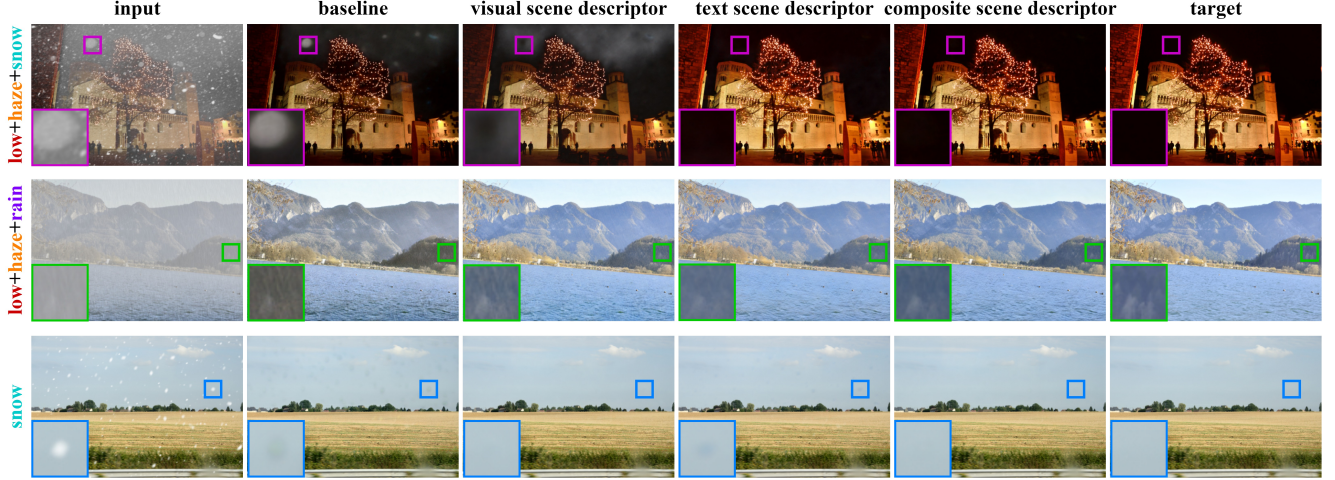 input baseline visual scene descriptor text scene descriptor composite scene descriptor target
low+haze+snow
low+haze+rain
snow